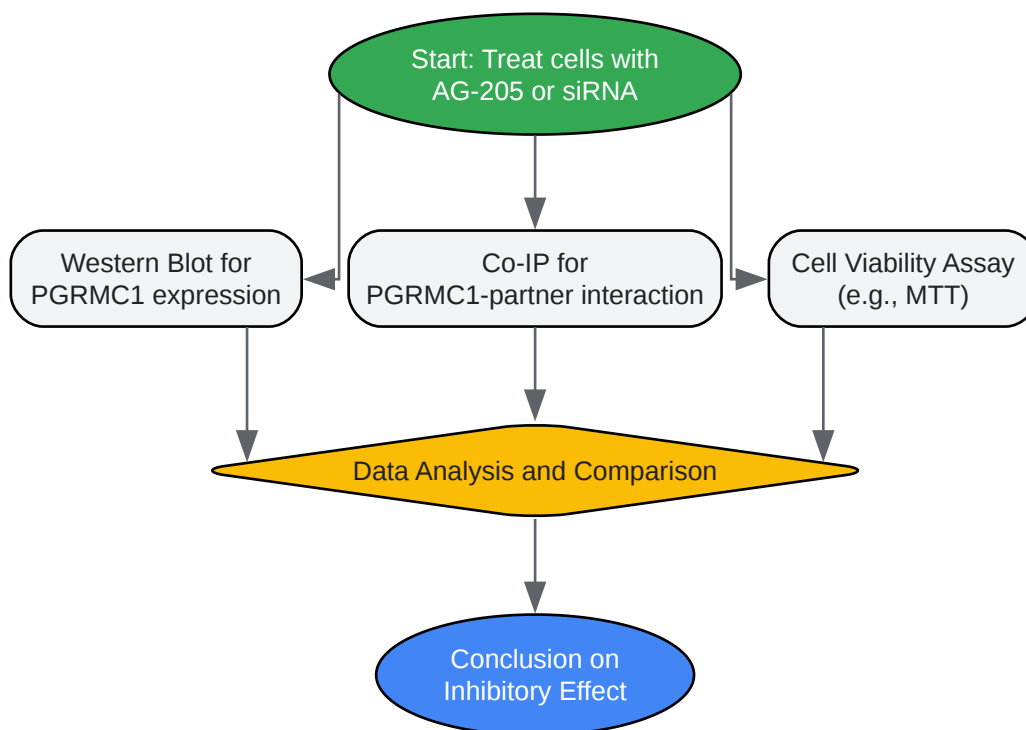 Start: Treat cells with
AG-205 or siRNA
Western Blot for
PGRMC1 expression
Co-IP for
PGRMC1-partner interaction
Cell Viability Assay
(e.g., MTT)
Data Analysis and Comparison
Conclusion on
Inhibitory Effect